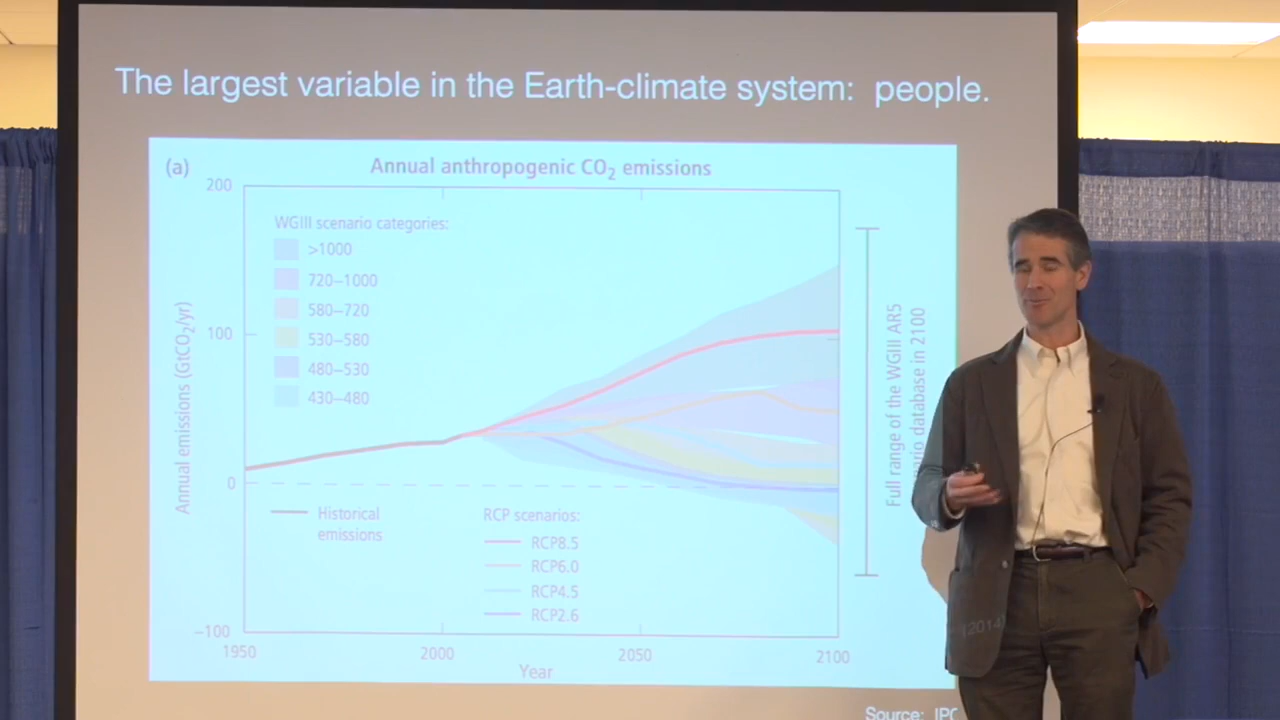 The largest variable in the Earth-climate system: people.
(a)
Annual anthropogenic CO₂ emissions
200
100
0
−100
Annual emissions (GtCO₂/yr)
WGIII scenario categories:
>1000
720–1000
580–720
530–580
480–530
430–480
Historical
emissions
RCP scenarios:
RCP8.5
RCP6.0
RCP4.5
RCP2.6
1950
2000
2050
2100
Year
Full range of the WGIII AR5
database in 2100
(2014)
Source: